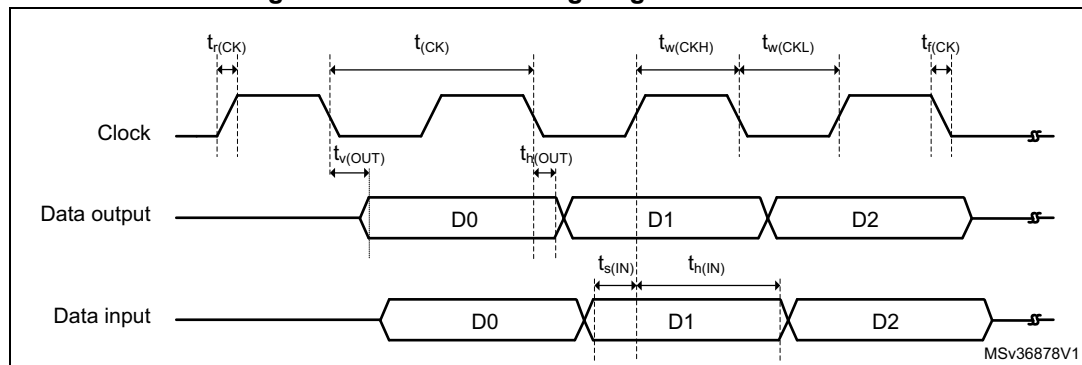 t_r(CK) t_(CK) t_w(CKH) t_w(CKL) t_f(CK)
Clock
t_v(OUT) t_h(OUT)
Data output D0 D1 D2
t_s(IN) t_h(IN)
Data input D0 D1 D2
MSv36878V1